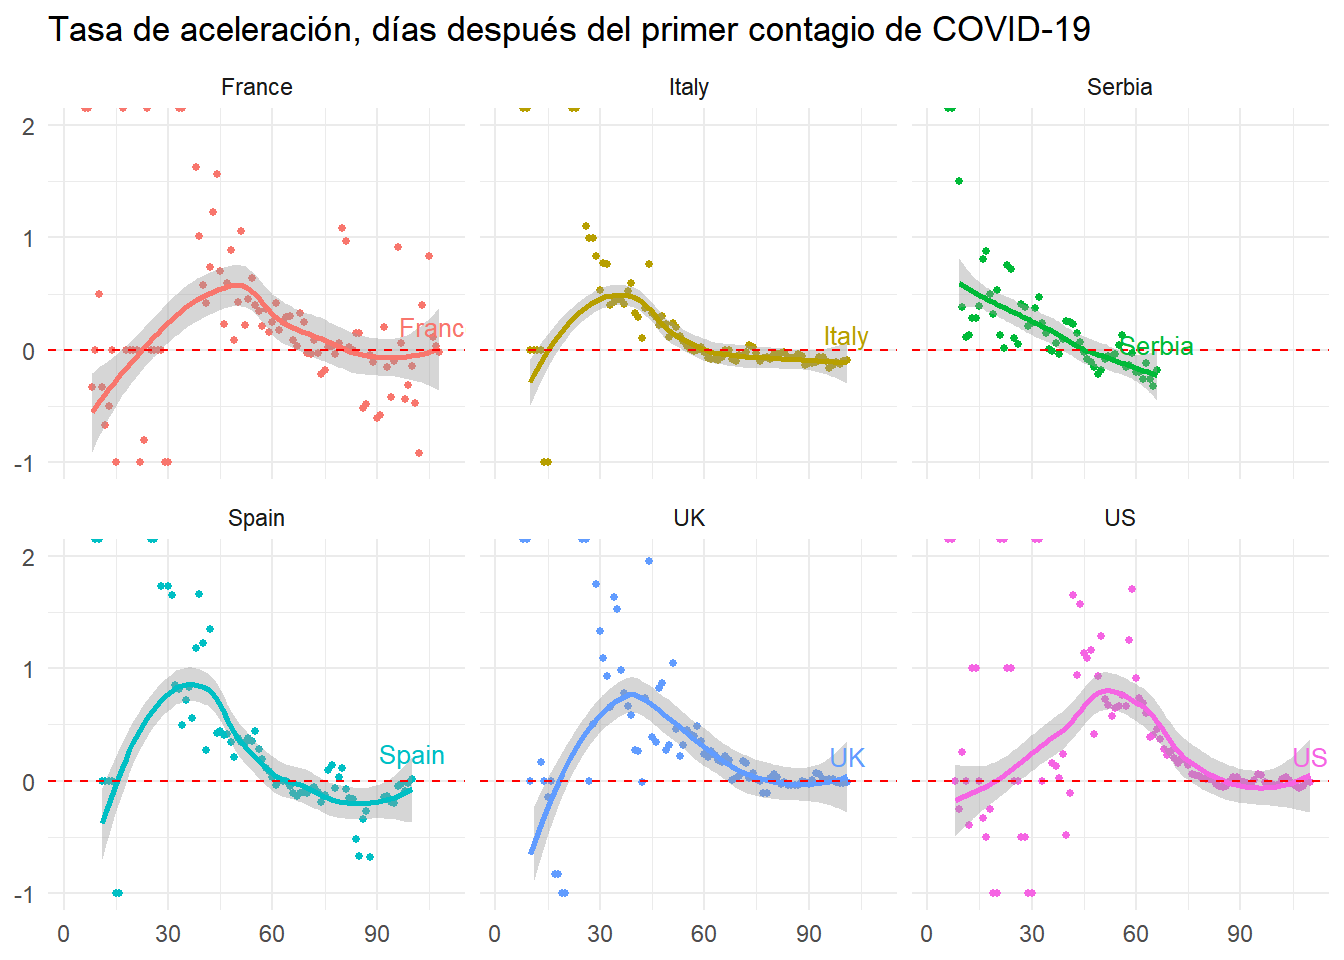 Tasa de aceleración, días después del primer contagio de COVID-19
France Italy Serbia
2
1
0
-1
Franc
Italy
Serbia
Spain UK US
2
1
0
-1
Spain
UK
US
0 30 60 90 0 30 60 90 0 30 60 90